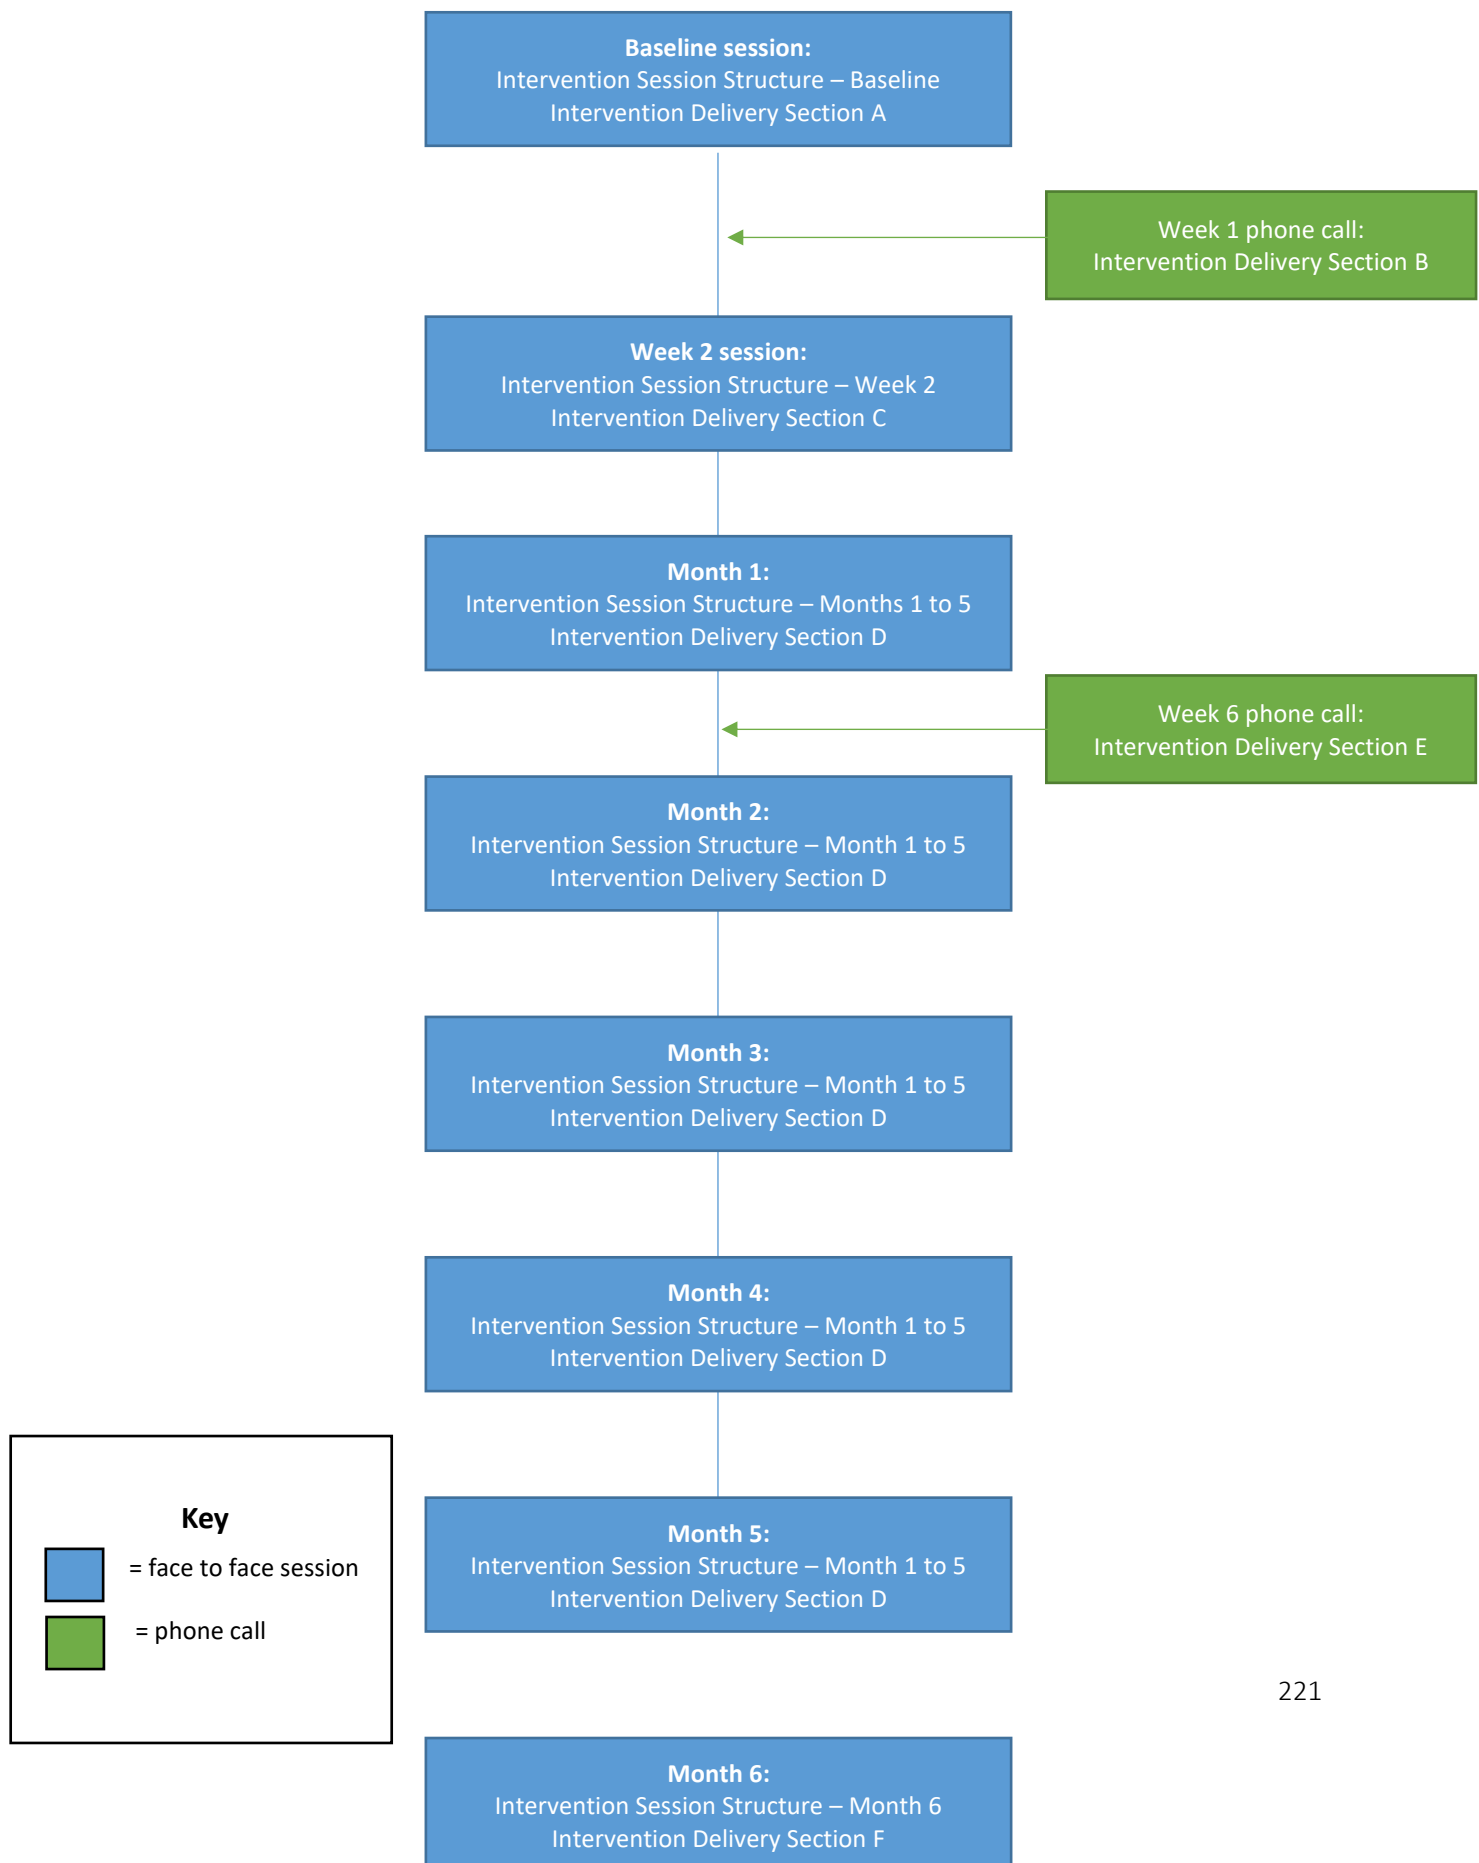 Baseline session:
Intervention Session Structure – Baseline
Intervention Delivery Section A
Week 1 phone call:
Intervention Delivery Section B
Week 2 session:
Intervention Session Structure – Week 2
Intervention Delivery Section C
Month 1:
Intervention Session Structure – Months 1 to 5
Intervention Delivery Section D
Week 6 phone call:
Intervention Delivery Section E
Month 2:
Intervention Session Structure – Month 1 to 5
Intervention Delivery Section D
Month 3:
Intervention Session Structure – Month 1 to 5
Intervention Delivery Section D
Month 4:
Intervention Session Structure – Month 1 to 5
Intervention Delivery Section D
Key
= face to face session
= phone call
Month 5:
Intervention Session Structure – Month 1 to 5
Intervention Delivery Section D
221
Month 6:
Intervention Session Structure – Month 6
Intervention Delivery Section F